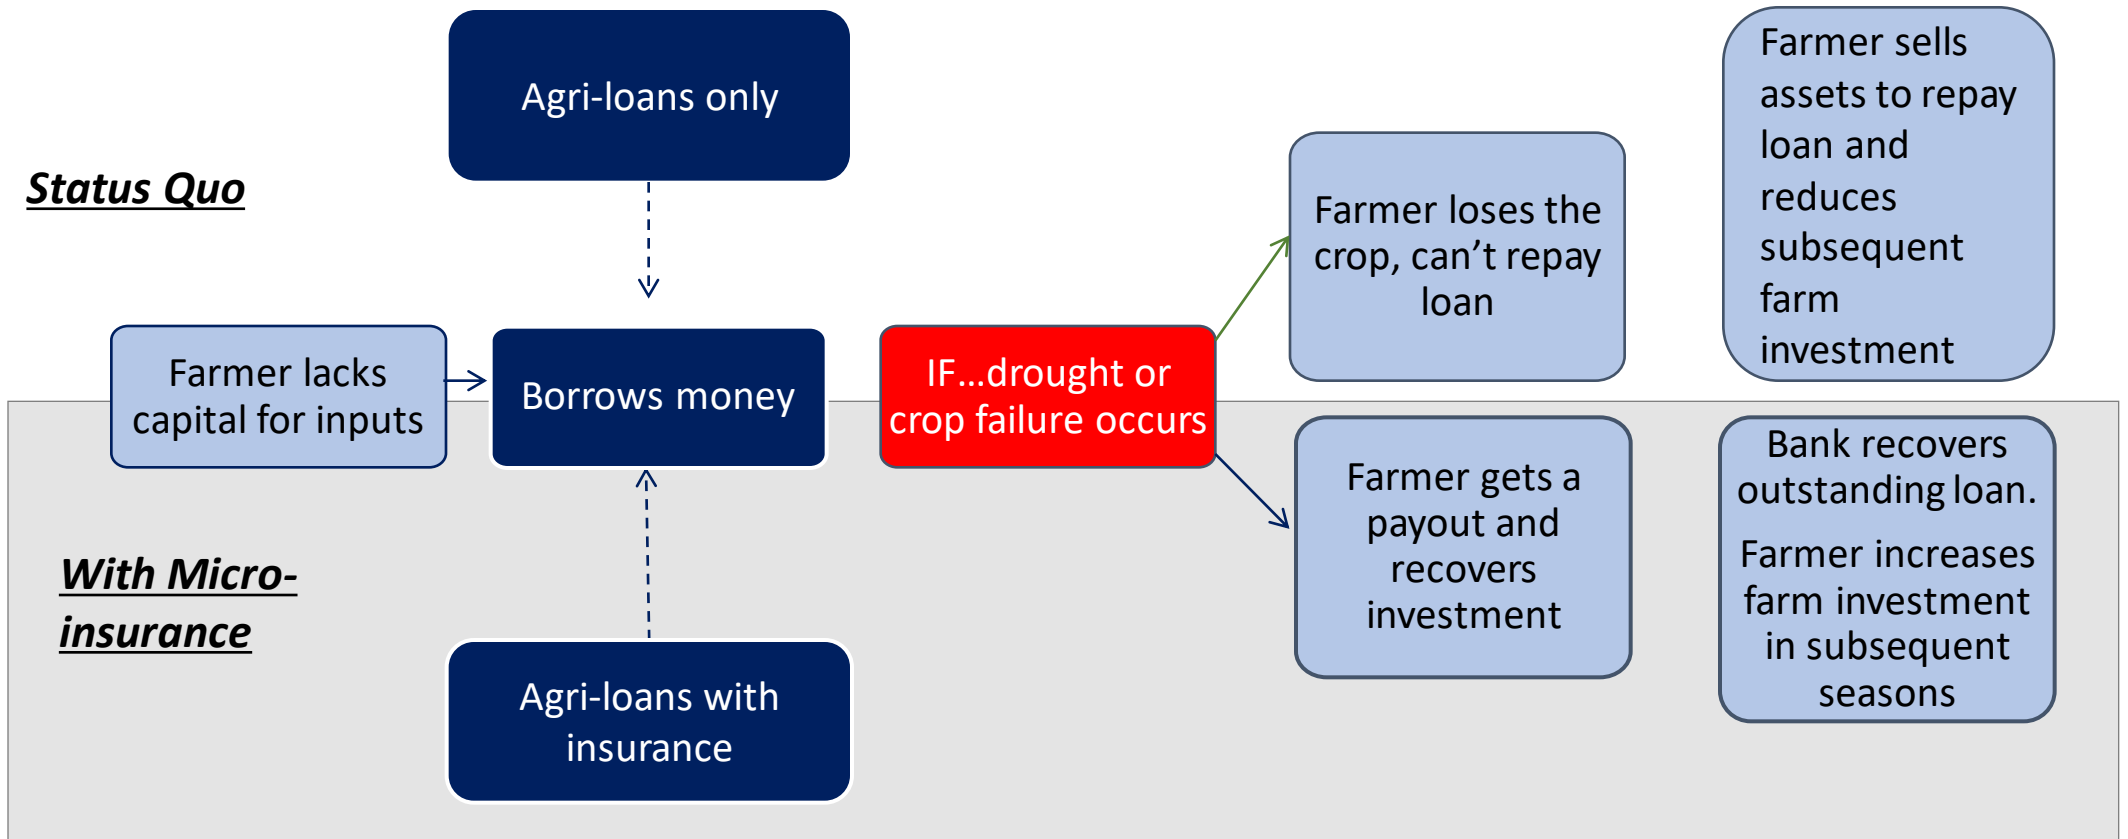 Agri-loans only
Status Quo
Farmer lacks
capital for inputs
Borrows money
IF...drought or
crop failure occurs
Farmer loses the
crop, can’t repay
loan
Farmer sells
assets to repay
loan and
reduces
subsequent
farm
investment
With Micro-
insurance
Agri-loans with
insurance
Farmer gets a
payout and
recovers
investment
Bank recovers
outstanding loan.
Farmer increases
farm investment
in subsequent
seasons